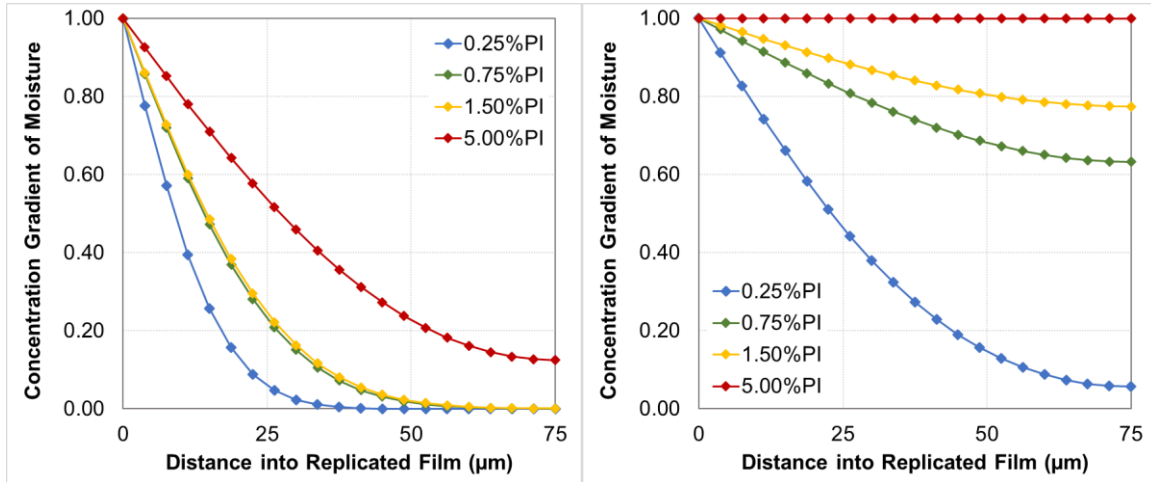 Concentration Gradient of Moisture
1.00
0.80
0.60
0.40
0.20
0.00
0.25%PI
0.75%PI
1.50%PI
5.00%PI
0
25
50
75
Distance into Replicated Film (μm)
Concentration Gradient of Moisture
1.00
0.80
0.60
0.40
0.20
0.00
0.25%PI
0.75%PI
1.50%PI
5.00%PI
0
25
50
75
Distance into Replicated Film (μm)